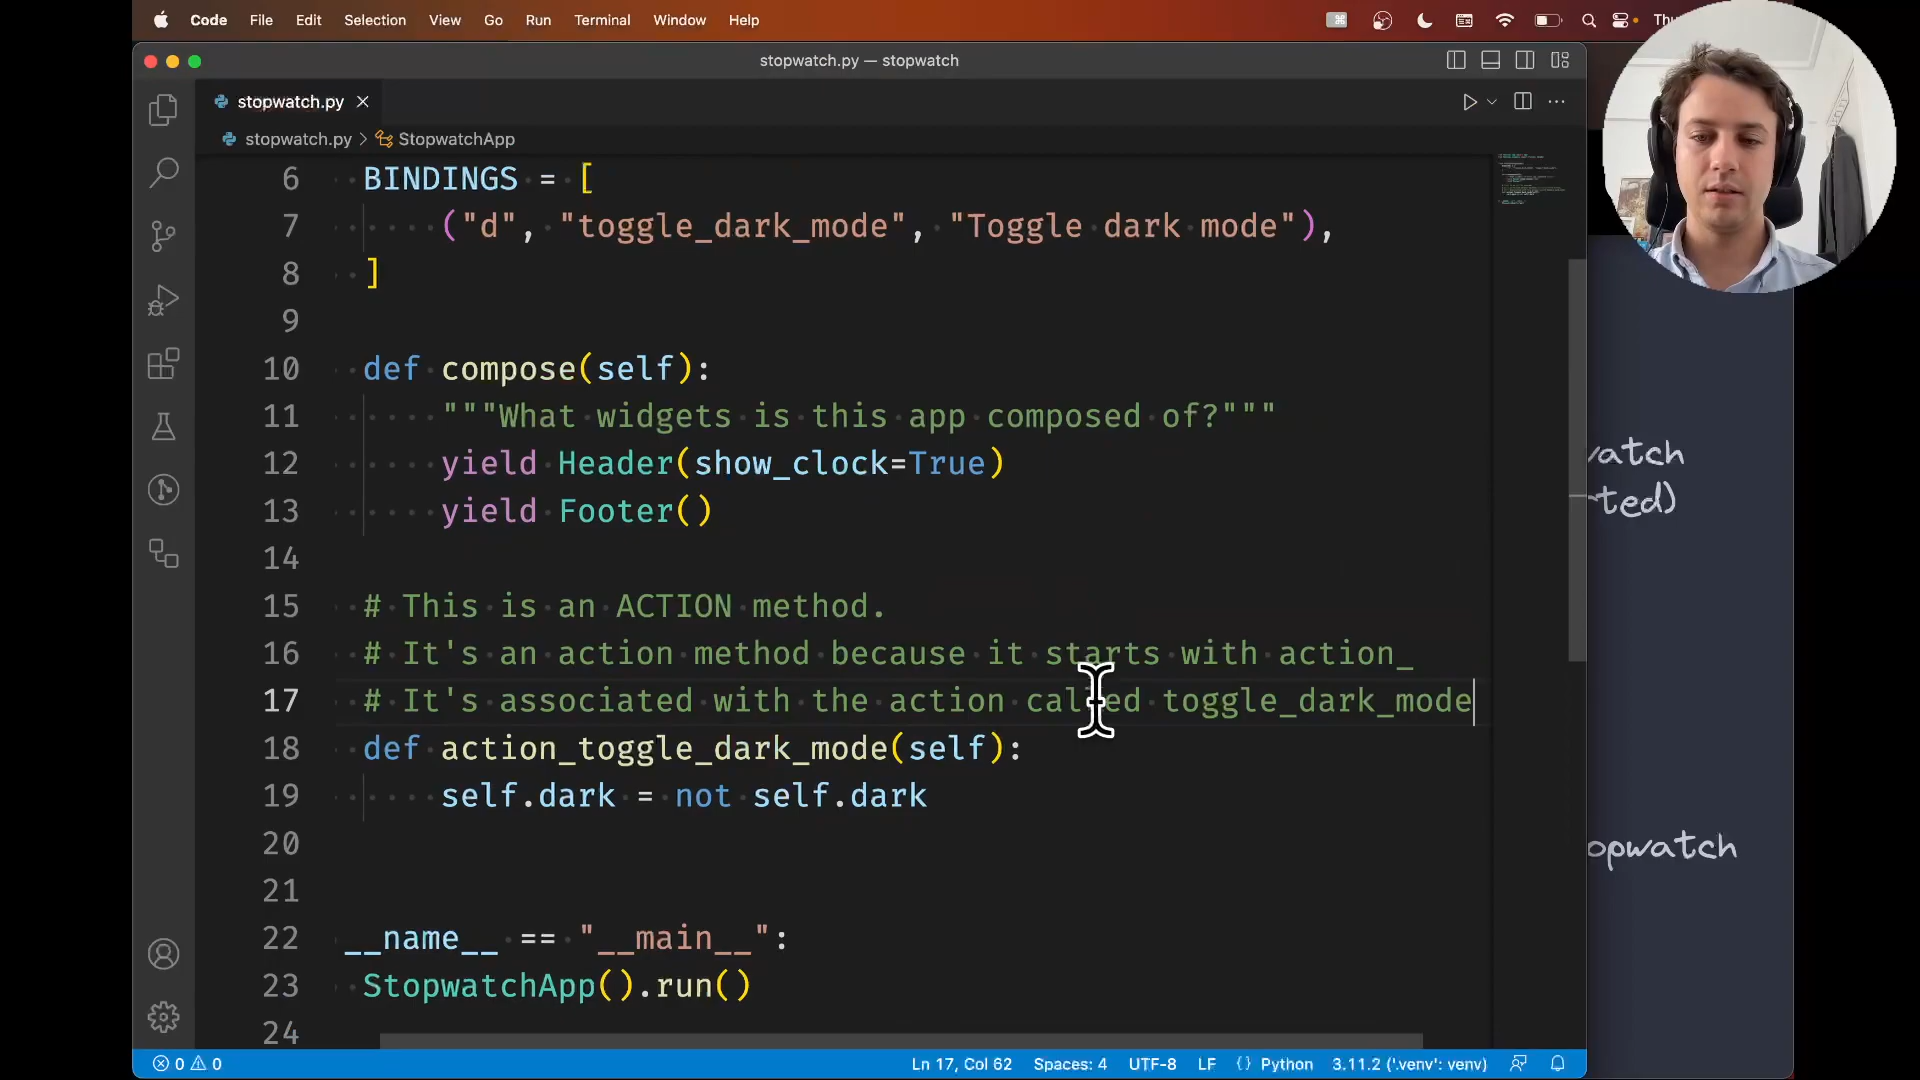 Code File Edit Selection View Go Run Terminal Window Help
stopwatch.py — stopwatch
stopwatch.py
stopwatch.py > StopwatchApp
6 BINDINGS = [
7 ("d", "toggle_dark_mode", "Toggle dark mode"),
8 ]
9
10 def compose(self):
11 """What widgets is this app composed of?"""
12 yield Header(show_clock=True)
13 yield Footer()
14
15 # This is an ACTION method.
16 # It's an action method because it starts with action_
17 # It's associated with the action called toggle_dark_mode
18 def action_toggle_dark_mode(self):
19 self.dark = not self.dark
20
21
22 __name__ == "__main__":
23 StopwatchApp().run()
24
0 0 Ln 17, Col 62 Spaces: 4 UTF-8 LF {} Python 3.11.2 ('.venv': venv)